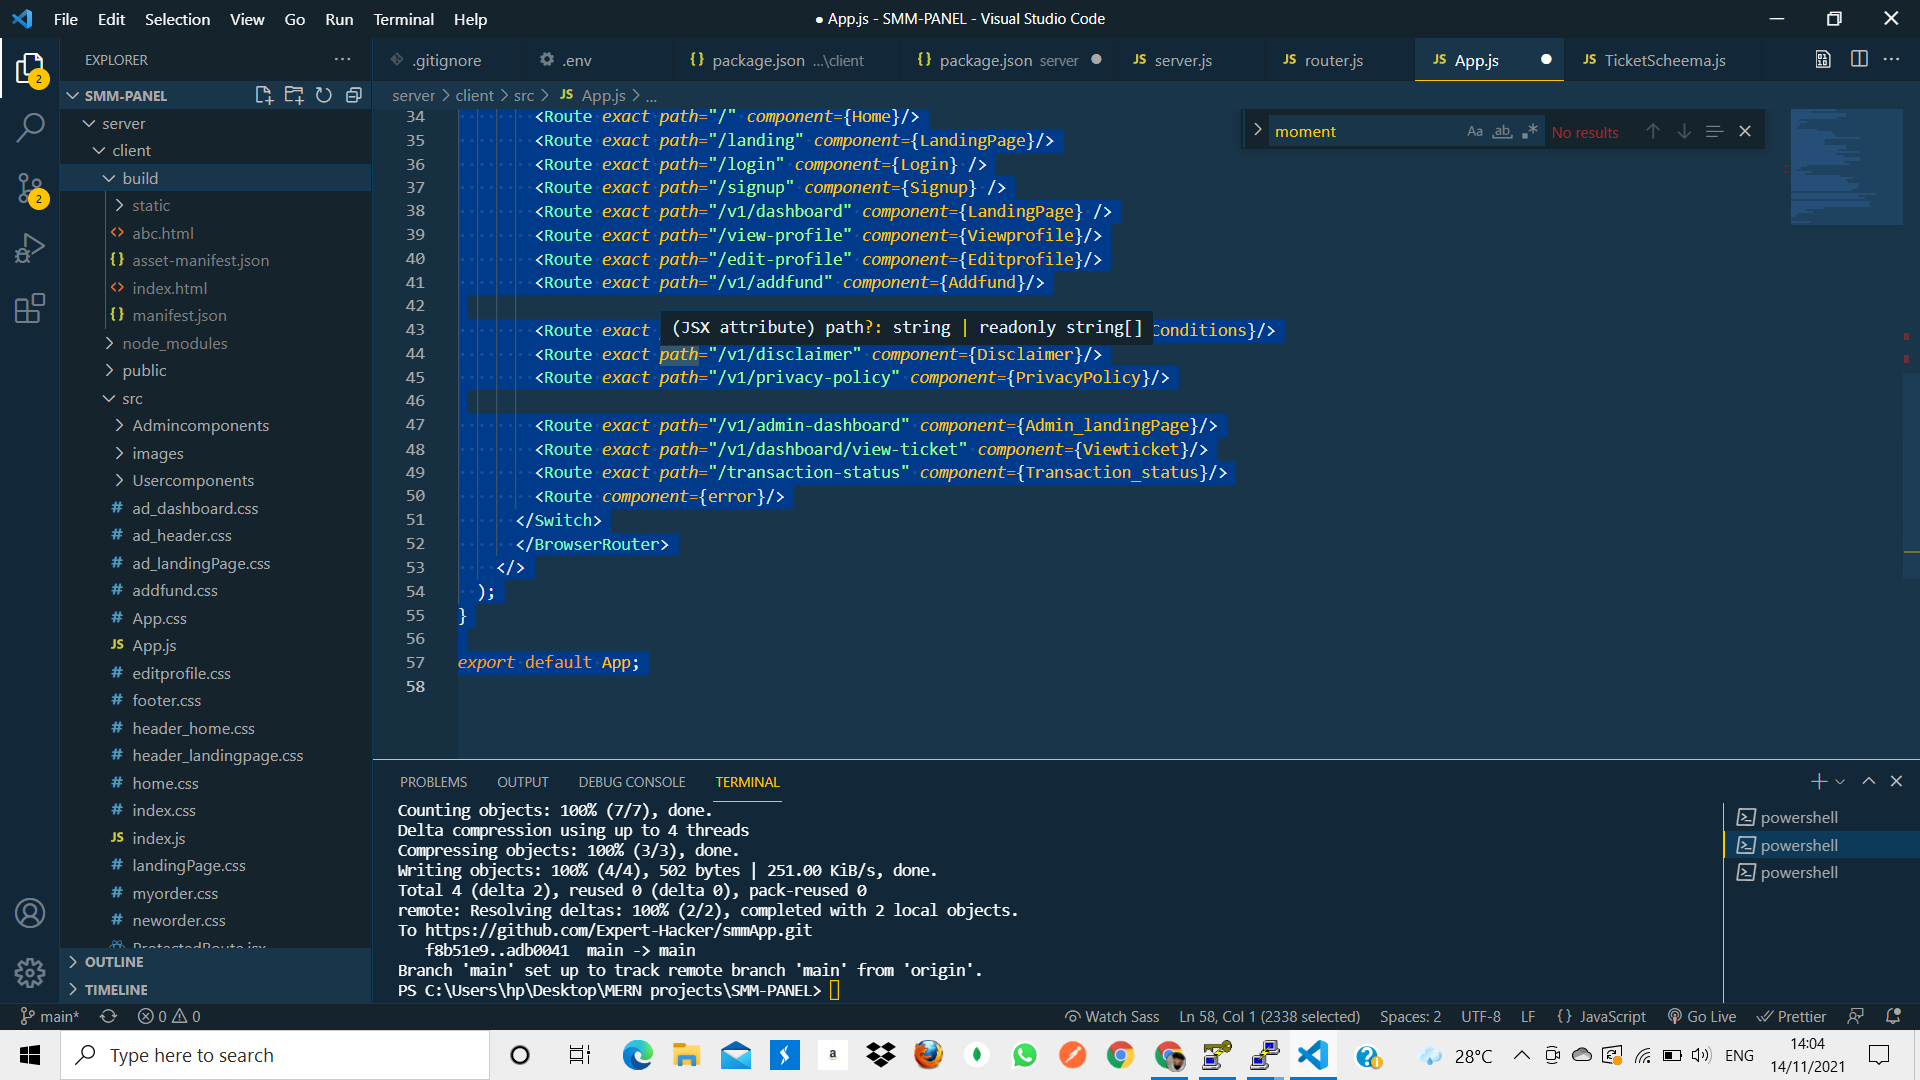 File Edit Selection View Go Run Terminal Help
● App.js - SMM-PANEL - Visual Studio Code
EXPLORER
.gitignore
.env
{} package.json ...\client
{} package.json server
JS server.js
JS router.js
JS App.js
JS TicketScheema.js
SMM-PANEL
server > client > src > JS App.js > ...
server
client
build
static
<> abc.html
{} asset-manifest.json
<> index.html
{} manifest.json
node_modules
public
src
Admincomponents
images
Usercomponents
# ad_dashboard.css
# ad_header.css
# ad_landingPage.css
# addfund.css
# App.css
JS App.js
# editprofile.css
# footer.css
# header_home.css
# header_landingpage.css
# home.css
# index.css
JS index.js
# landingPage.css
# myorder.css
# neworder.css
ProtectedRoute.jsx
OUTLINE
TIMELINE
2
2
moment
Aa ab .*
No results
34 <Route exact path="/" component={Home}/>
35 <Route exact path="/landing" component={LandingPage}/>
36 <Route exact path="/login" component={Login} />
37 <Route exact path="/signup" component={Signup} />
38 <Route exact path="/v1/dashboard" component={LandingPage} />
39 <Route exact path="/view-profile" component={Viewprofile}/>
40 <Route exact path="/edit-profile" component={Editprofile}/>
41 <Route exact path="/v1/addfund" component={Addfund}/>
42
43 <Route exact Conditions}/>
(JSX attribute) path?: string | readonly string[]
44 <Route exact path="/v1/disclaimer" component={Disclaimer}/>
45 <Route exact path="/v1/privacy-policy" component={PrivacyPolicy}/>
46
47 <Route exact path="/v1/admin-dashboard" component={Admin_landingPage}/>
48 <Route exact path="/v1/dashboard/view-ticket" component={Viewticket}/>
49 <Route exact path="/transaction-status" component={Transaction_status}/>
50 <Route component={error}/>
51 </Switch>
52 </BrowserRouter>
53 </>
54 );
55 }
56
57 export default App;
58
PROBLEMS OUTPUT DEBUG CONSOLE TERMINAL
Counting objects: 100% (7/7), done.
Delta compression using up to 4 threads
Compressing objects: 100% (3/3), done.
Writing objects: 100% (4/4), 502 bytes | 251.00 KiB/s, done.
Total 4 (delta 2), reused 0 (delta 0), pack-reused 0
remote: Resolving deltas: 100% (2/2), completed with 2 local objects.
To https://github.com/Expert-Hacker/smmApp.git
f8b51e9..adb0041 main -> main
Branch 'main' set up to track remote branch 'main' from 'origin'.
PS C:\Users\hp\Desktop\MERN projects\SMM-PANEL>
powershell
powershell
powershell
main* 0 0 Watch Sass Ln 58, Col 1 (2338 selected) Spaces: 2 UTF-8 LF {} JavaScript Go Live Prettier
Type here to search
a
28°C
ENG
14:04
14/11/2021